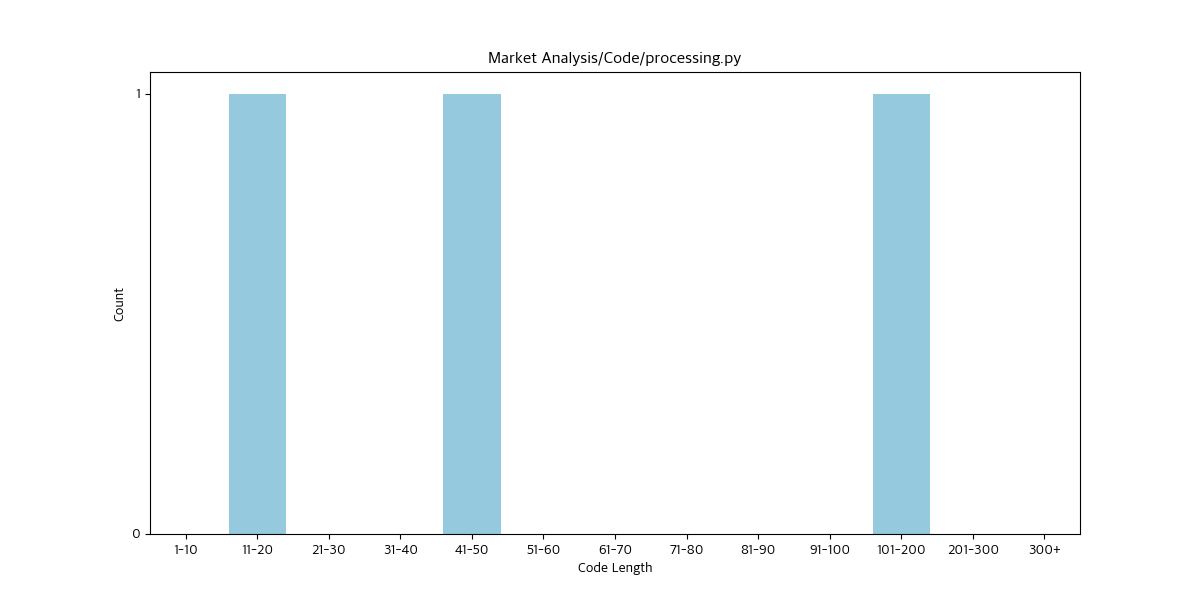 Market Analysis/Code/processing.py
1
Count
0
1-10 11-20 21-30 31-40 41-50 51-60 61-70 71-80 81-90 91-100 101-200 201-300 300+
Code Length